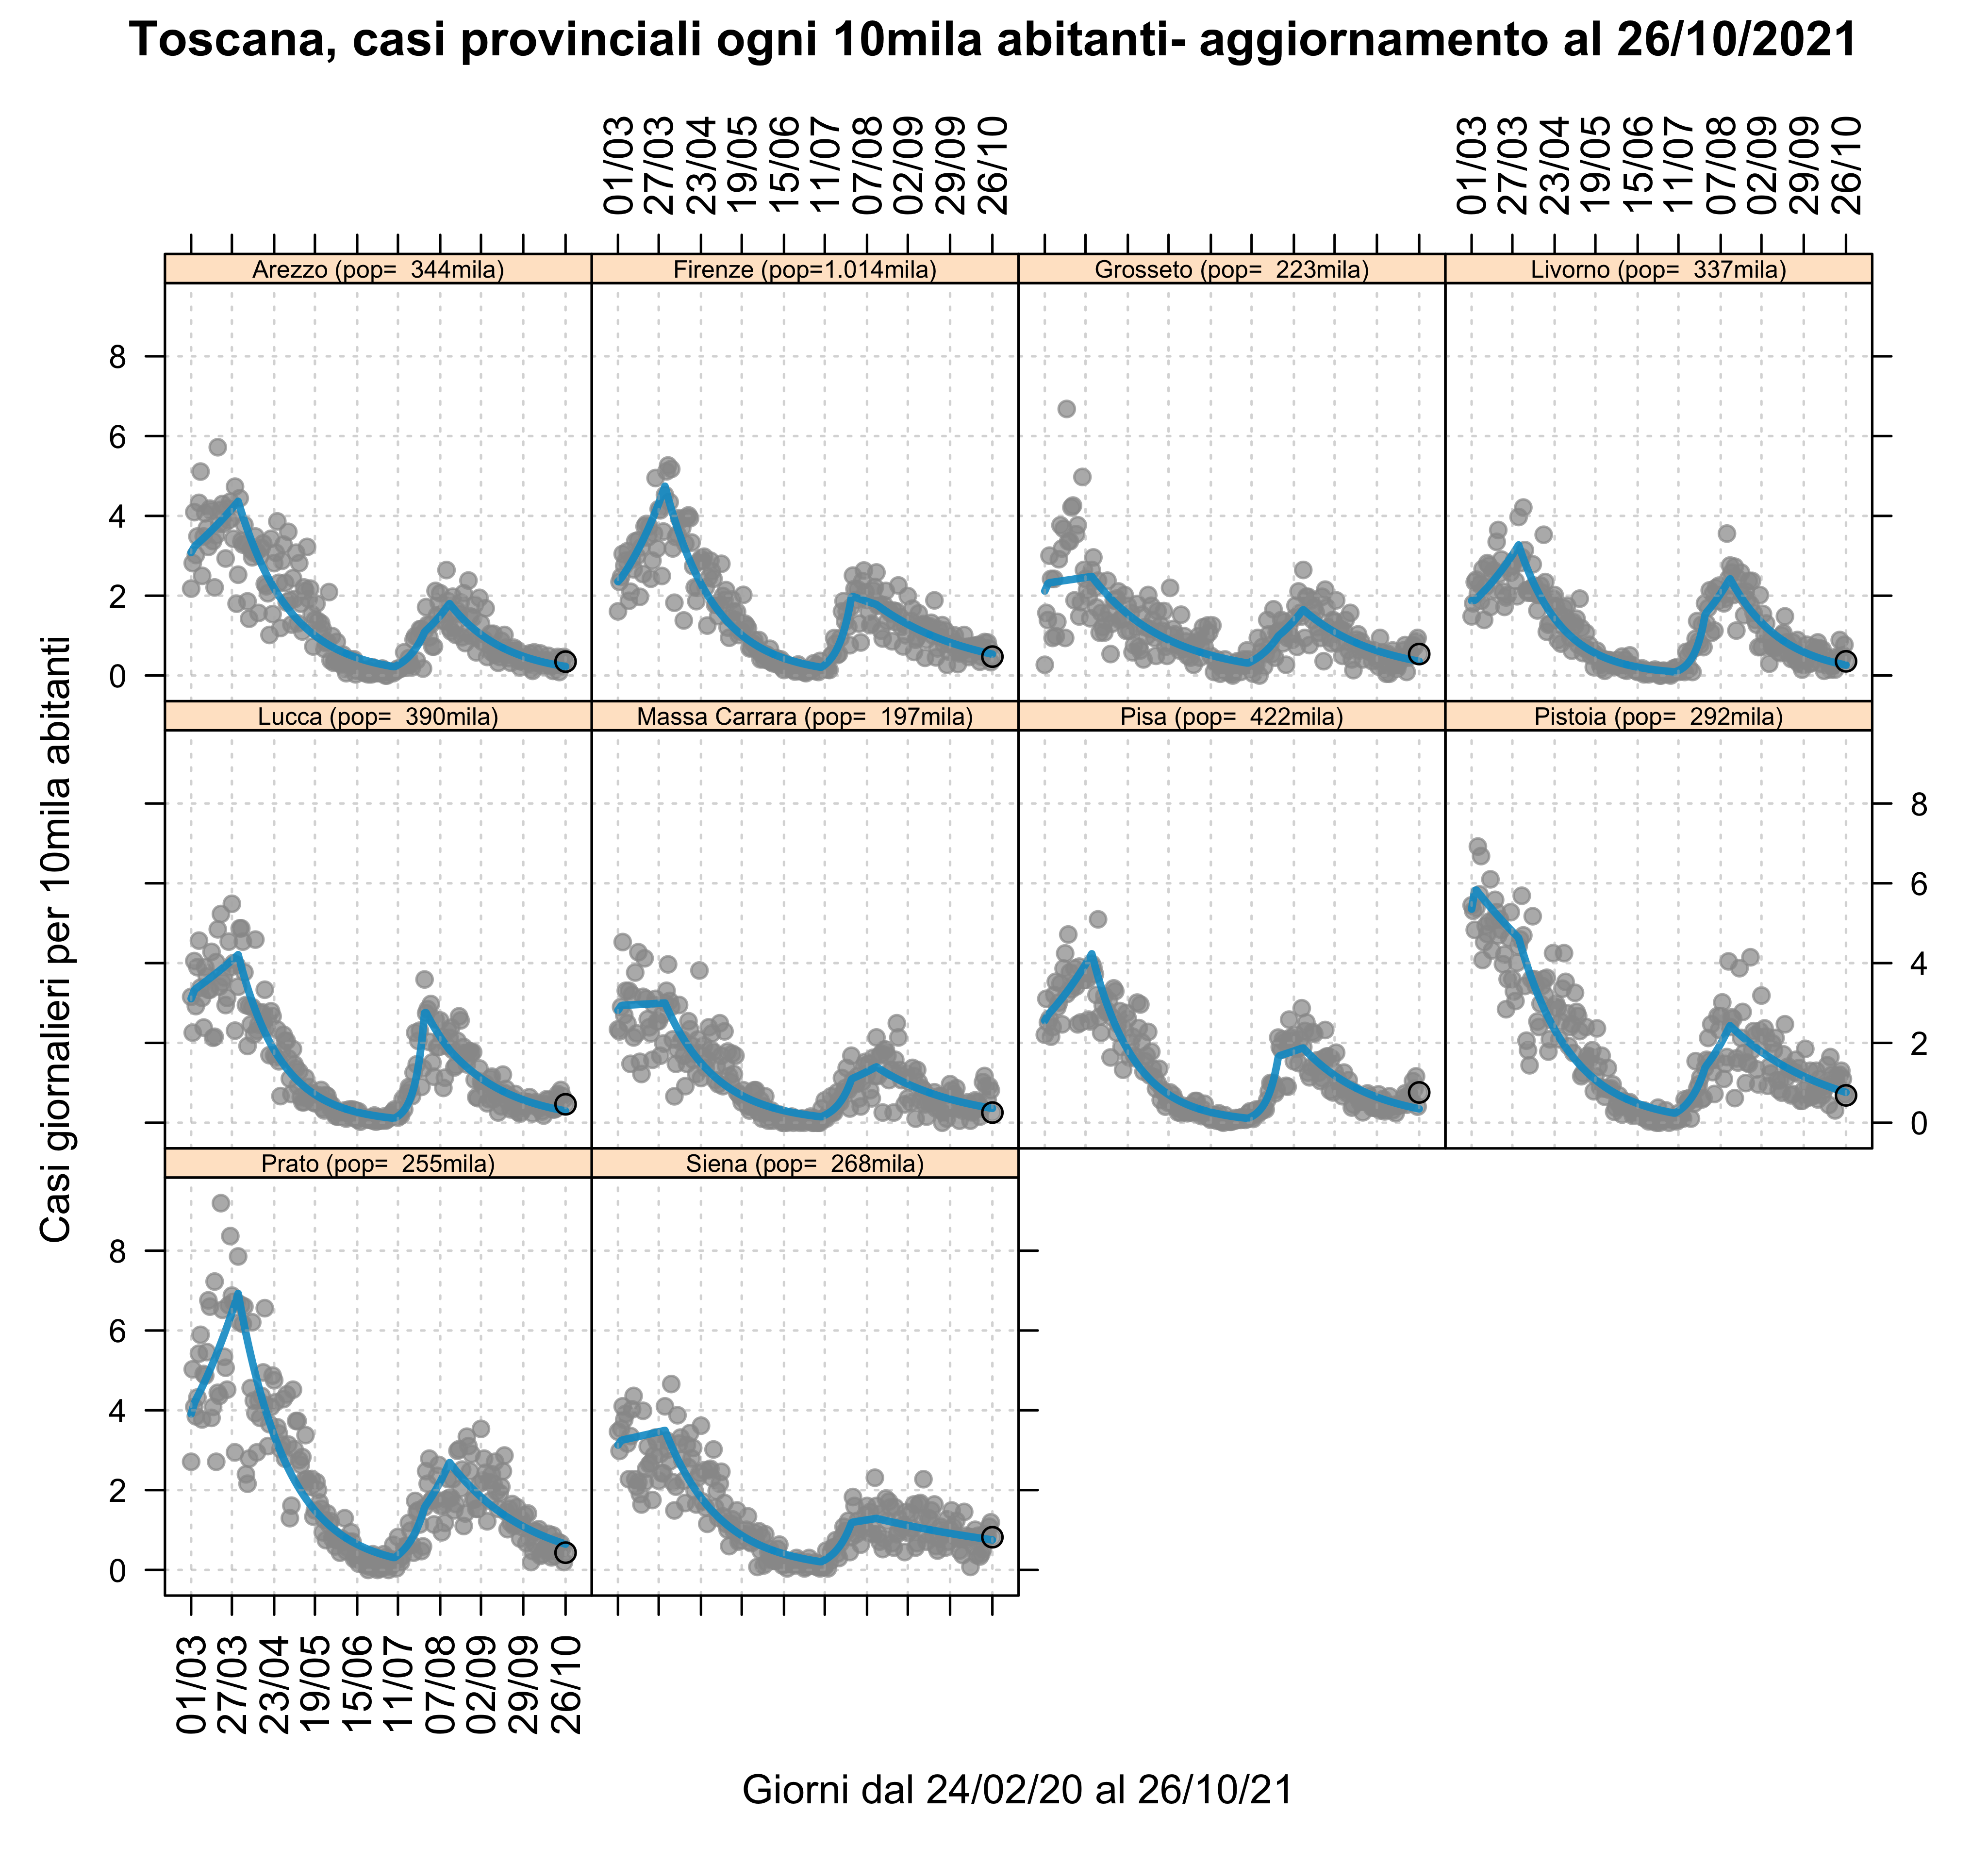 Toscana, casi provinciali ogni 10mila abitanti- aggiornamento al 26/10/2021
01/03 27/03 23/04 19/05 15/06 11/07 07/08 02/09 29/09 26/10
01/03 27/03 23/04 19/05 15/06 11/07 07/08 02/09 29/09 26/10
Arezzo (pop= 344mila)
Firenze (pop=1.014mila)
Grosseto (pop= 223mila)
Livorno (pop= 337mila)
8
6
4
2
0
Casi giornalieri per 10mila abitanti
Lucca (pop= 390mila)
Massa Carrara (pop= 197mila)
Pisa (pop= 422mila)
Pistoia (pop= 292mila)
8
6
4
2
0
Prato (pop= 255mila)
Siena (pop= 268mila)
8
6
4
2
0
01/03 27/03 23/04 19/05 15/06 11/07 07/08 02/09 29/09 26/10
Giorni dal 24/02/20 al 26/10/21